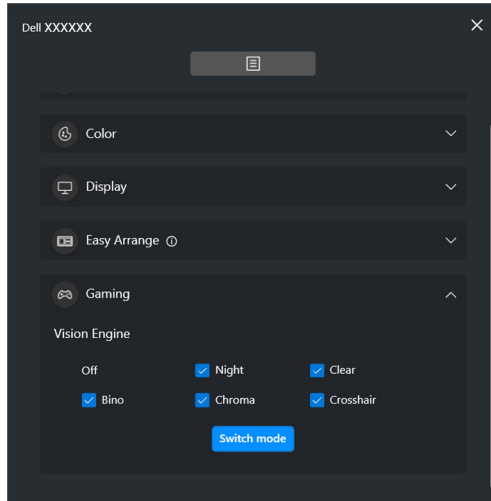 Dell XXXXXX
Color
Display
Easy Arrange
Gaming
Vision Engine
Off Night Clear
Bino Chroma Crosshair
Switch mode